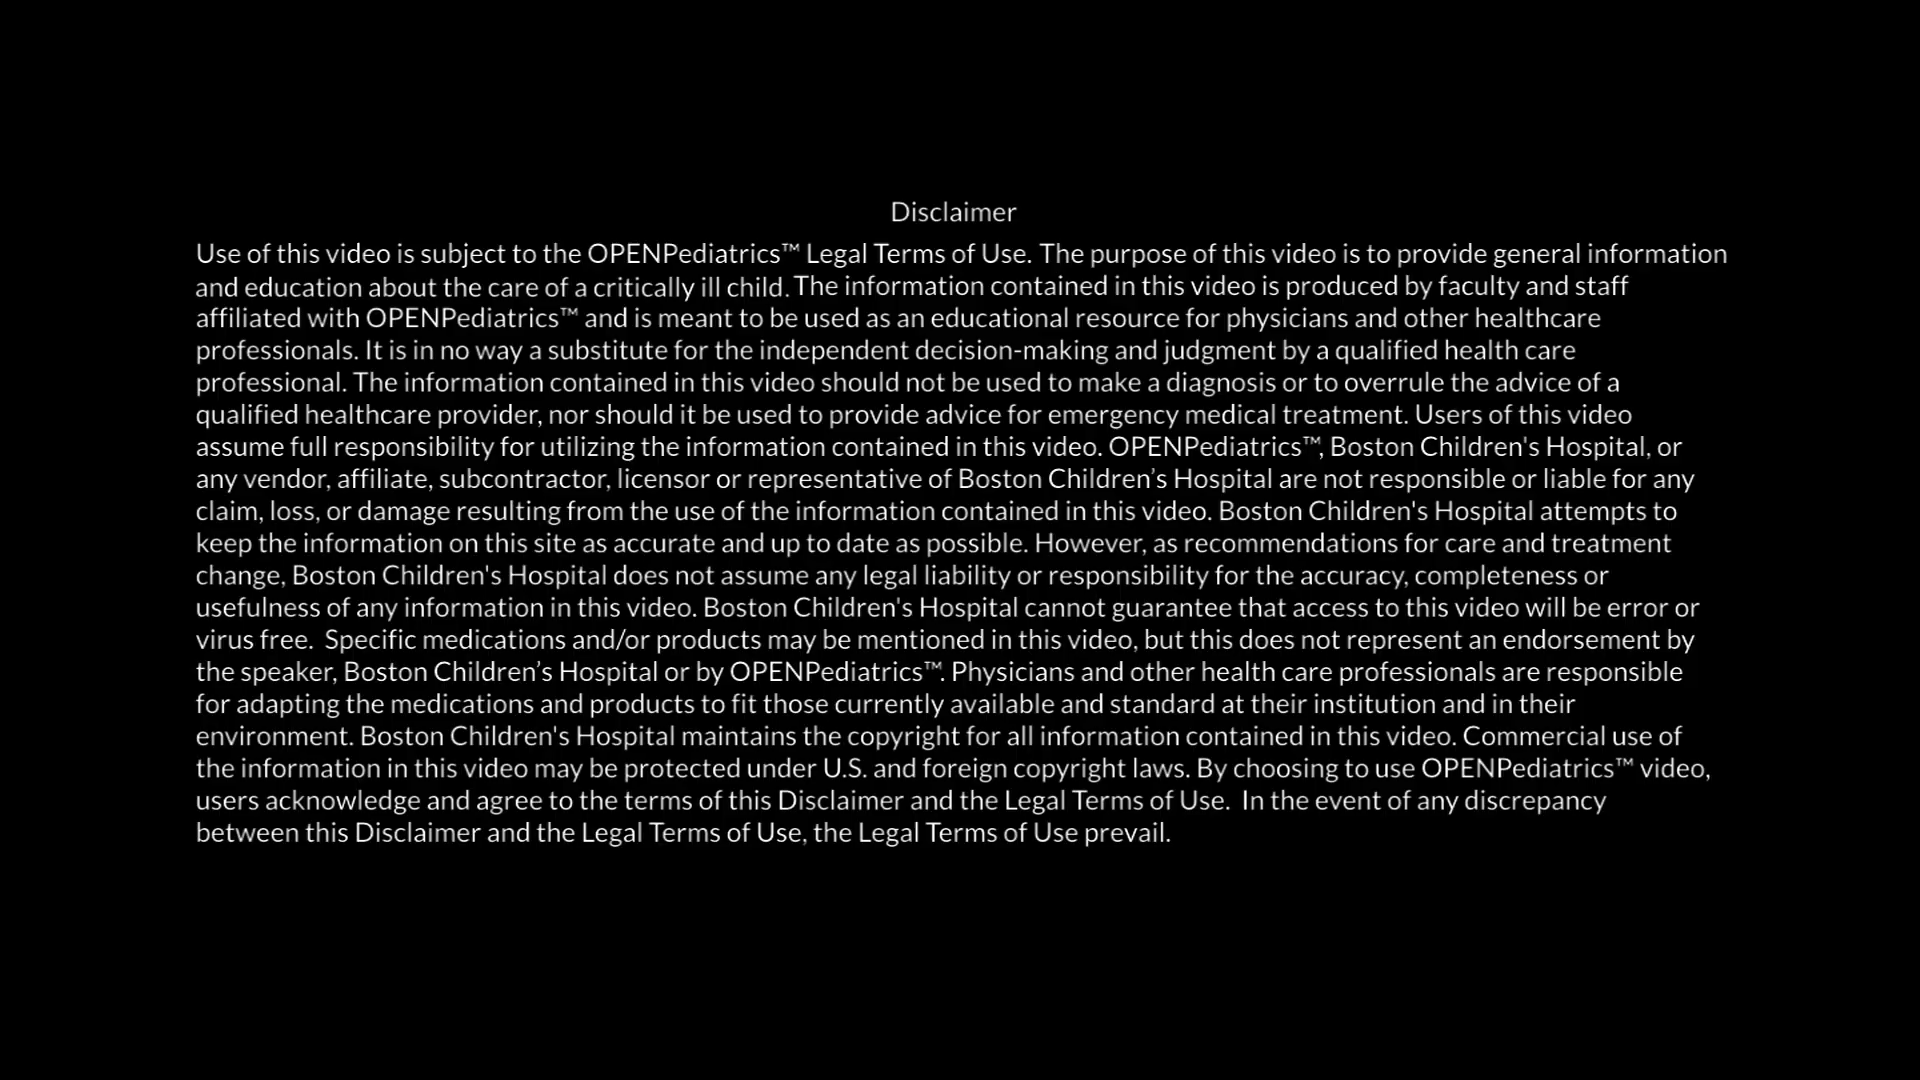 Disclaimer
Use of this video is subject to the OPENPediatrics™ Legal Terms of Use. The purpose of this video is to provide general information
and education about the care of a critically ill child. The information contained in this video is produced by faculty and staff
affiliated with OPENPediatrics™ and is meant to be used as an educational resource for physicians and other healthcare
professionals. It is in no way a substitute for the independent decision-making and judgment by a qualified health care
professional. The information contained in this video should not be used to make a diagnosis or to overrule the advice of a
qualified healthcare provider, nor should it be used to provide advice for emergency medical treatment. Users of this video
assume full responsibility for utilizing the information contained in this video. OPENPediatrics™, Boston Children's Hospital, or
any vendor, affiliate, subcontractor, licensor or representative of Boston Children’s Hospital are not responsible or liable for any
claim, loss, or damage resulting from the use of the information contained in this video. Boston Children's Hospital attempts to
keep the information on this site as accurate and up to date as possible. However, as recommendations for care and treatment
change, Boston Children's Hospital does not assume any legal liability or responsibility for the accuracy, completeness or
usefulness of any information in this video. Boston Children's Hospital cannot guarantee that access to this video will be error or
virus free.  Specific medications and/or products may be mentioned in this video, but this does not represent an endorsement by
the speaker, Boston Children’s Hospital or by OPENPediatrics™. Physicians and other health care professionals are responsible
for adapting the medications and products to fit those currently available and standard at their institution and in their
environment. Boston Children's Hospital maintains the copyright for all information contained in this video. Commercial use of
the information in this video may be protected under U.S. and foreign copyright laws. By choosing to use OPENPediatrics™ video,
users acknowledge and agree to the terms of this Disclaimer and the Legal Terms of Use.  In the event of any discrepancy
between this Disclaimer and the Legal Terms of Use, the Legal Terms of Use prevail.